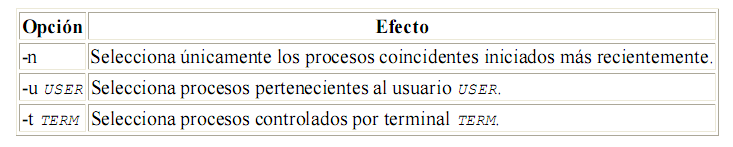 Opción Efecto
-n Selecciona únicamente los procesos coincidentes iniciados más recientemente.
-u USER Selecciona procesos pertenecientes al usuario USER.
-t TERM Selecciona procesos controlados por terminal TERM.